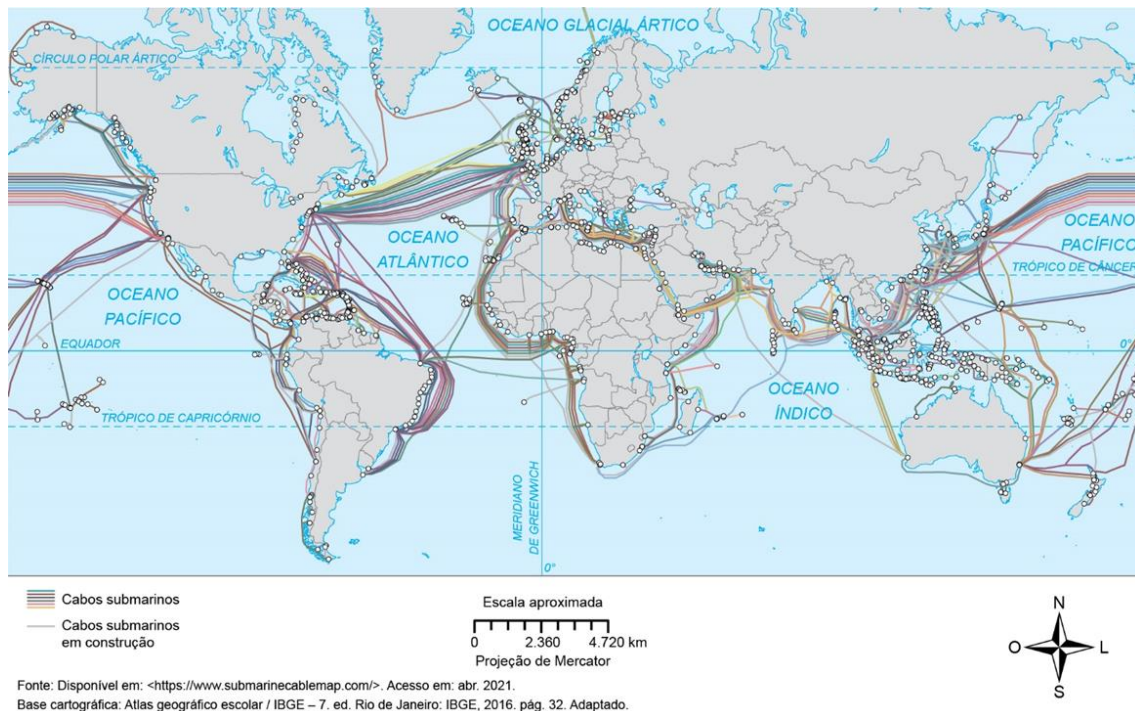 OCEANO GLACIAL ÁRTICO
CÍRCULO POLAR ÁRTICO
OCEANO
ATLÂNTICO
OCEANO
PACÍFICO
TRÓPICO DE CÂNCER
OCEANO
PACÍFICO
EQUADOR
0°
OCEANO
ÍNDICO
TRÓPICO DE CAPRICÓRNIO
MERIDIANO
DE GREENWICH
0°
Cabos submarinos
Cabos submarinos
em construção
Escala aproximada
0 2.360 4.720 km
Projeção de Mercator
N
O L
S
Fonte: Disponível em: <https://www.submarinecablemap.com/>. Acesso em: abr. 2021.
Base cartográfica: Atlas geográfico escolar / IBGE – 7. ed. Rio de Janeiro: IBGE, 2016. pág. 32. Adaptado.